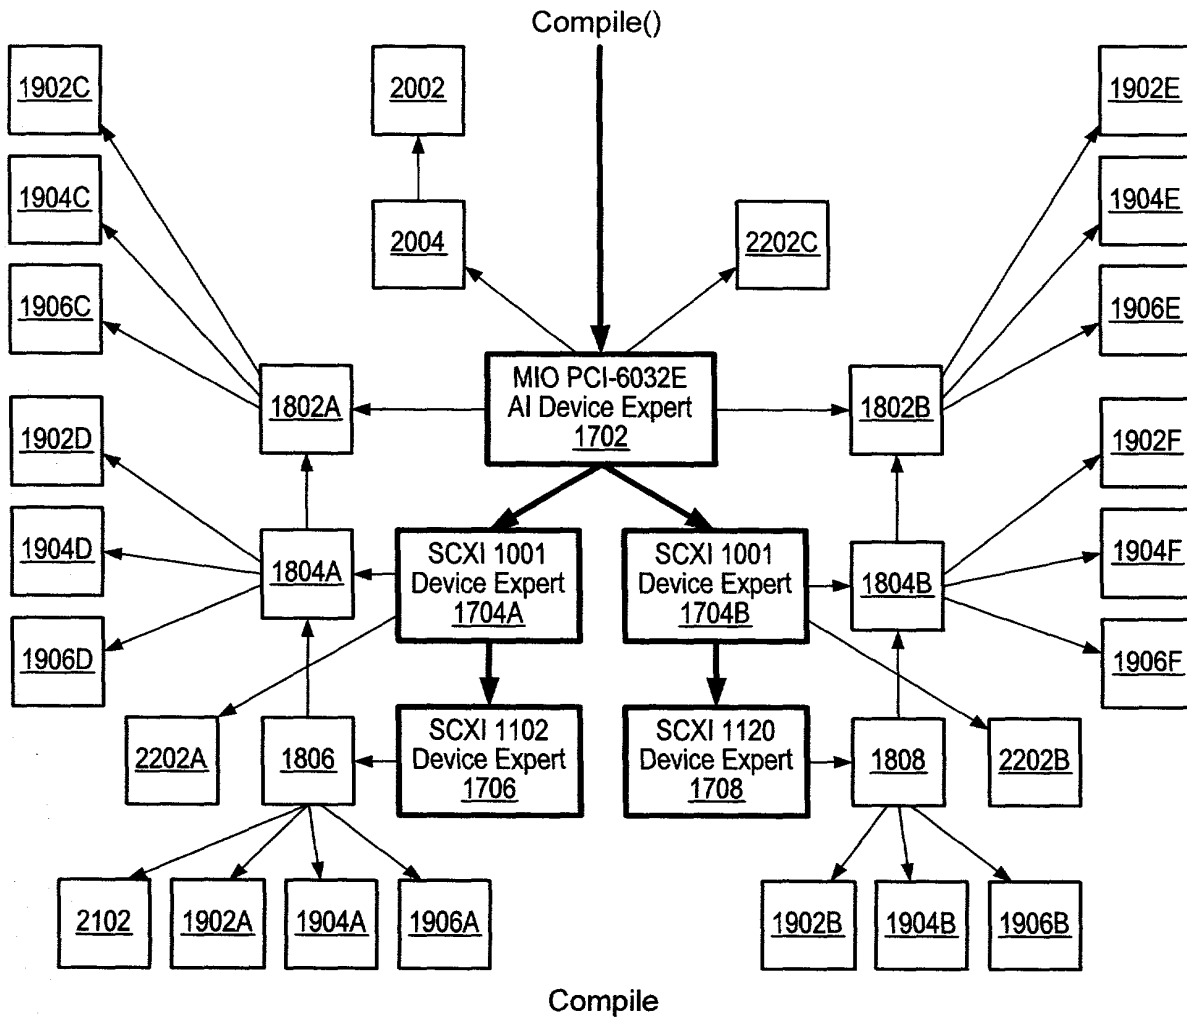 Compile()
1902C
2002
1902E
1904C
2004
2202C
1904E
1906C
1906E
MIO PCI-6032E
AI Device Expert
1702
1802A
1802B
1902D
1902F
1904D
1804A
SCXI 1001
Device Expert
1704A
SCXI 1001
Device Expert
1704B
1804B
1904F
1906D
1906F
2202A
1806
SCXI 1102
Device Expert
1706
SCXI 1120
Device Expert
1708
1808
2202B
2102
1902A
1904A
1906A
1902B
1904B
1906B
Compile